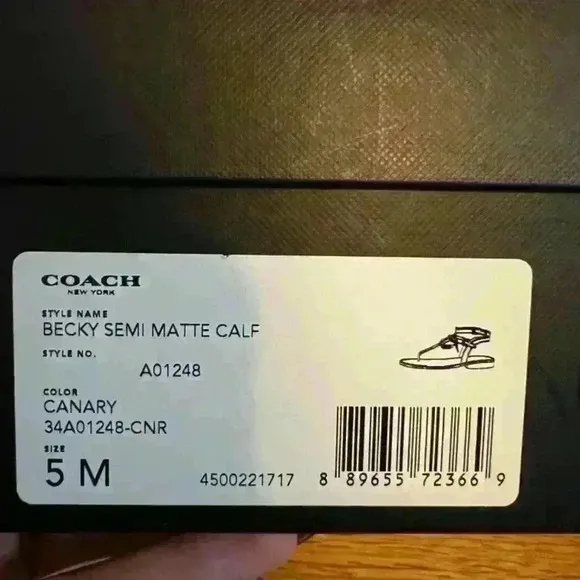 COACH
NEW YORK
STYLE NAME
BECKY SEMI MATTE CALF
STYLE NO.
A01248
COLOR
CANARY
34A01248-CNR
SIZE
5 M
4500221717
8 89655 72366 9